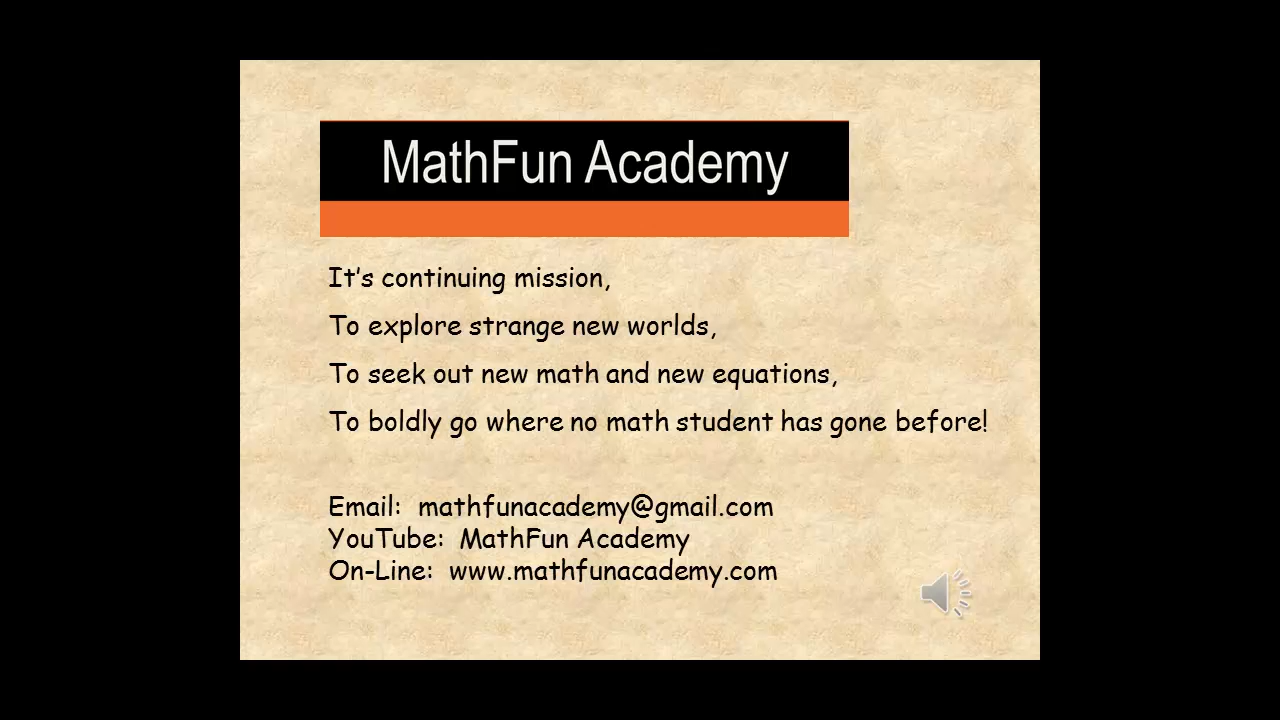 MathFun Academy
It's continuing mission,
To explore strange new worlds,
To seek out new math and new equations,
To boldly go where no math student has gone before!
Email: mathfunacademy@gmail.com
YouTube: MathFun Academy
On-Line: www.mathfunacademy.com